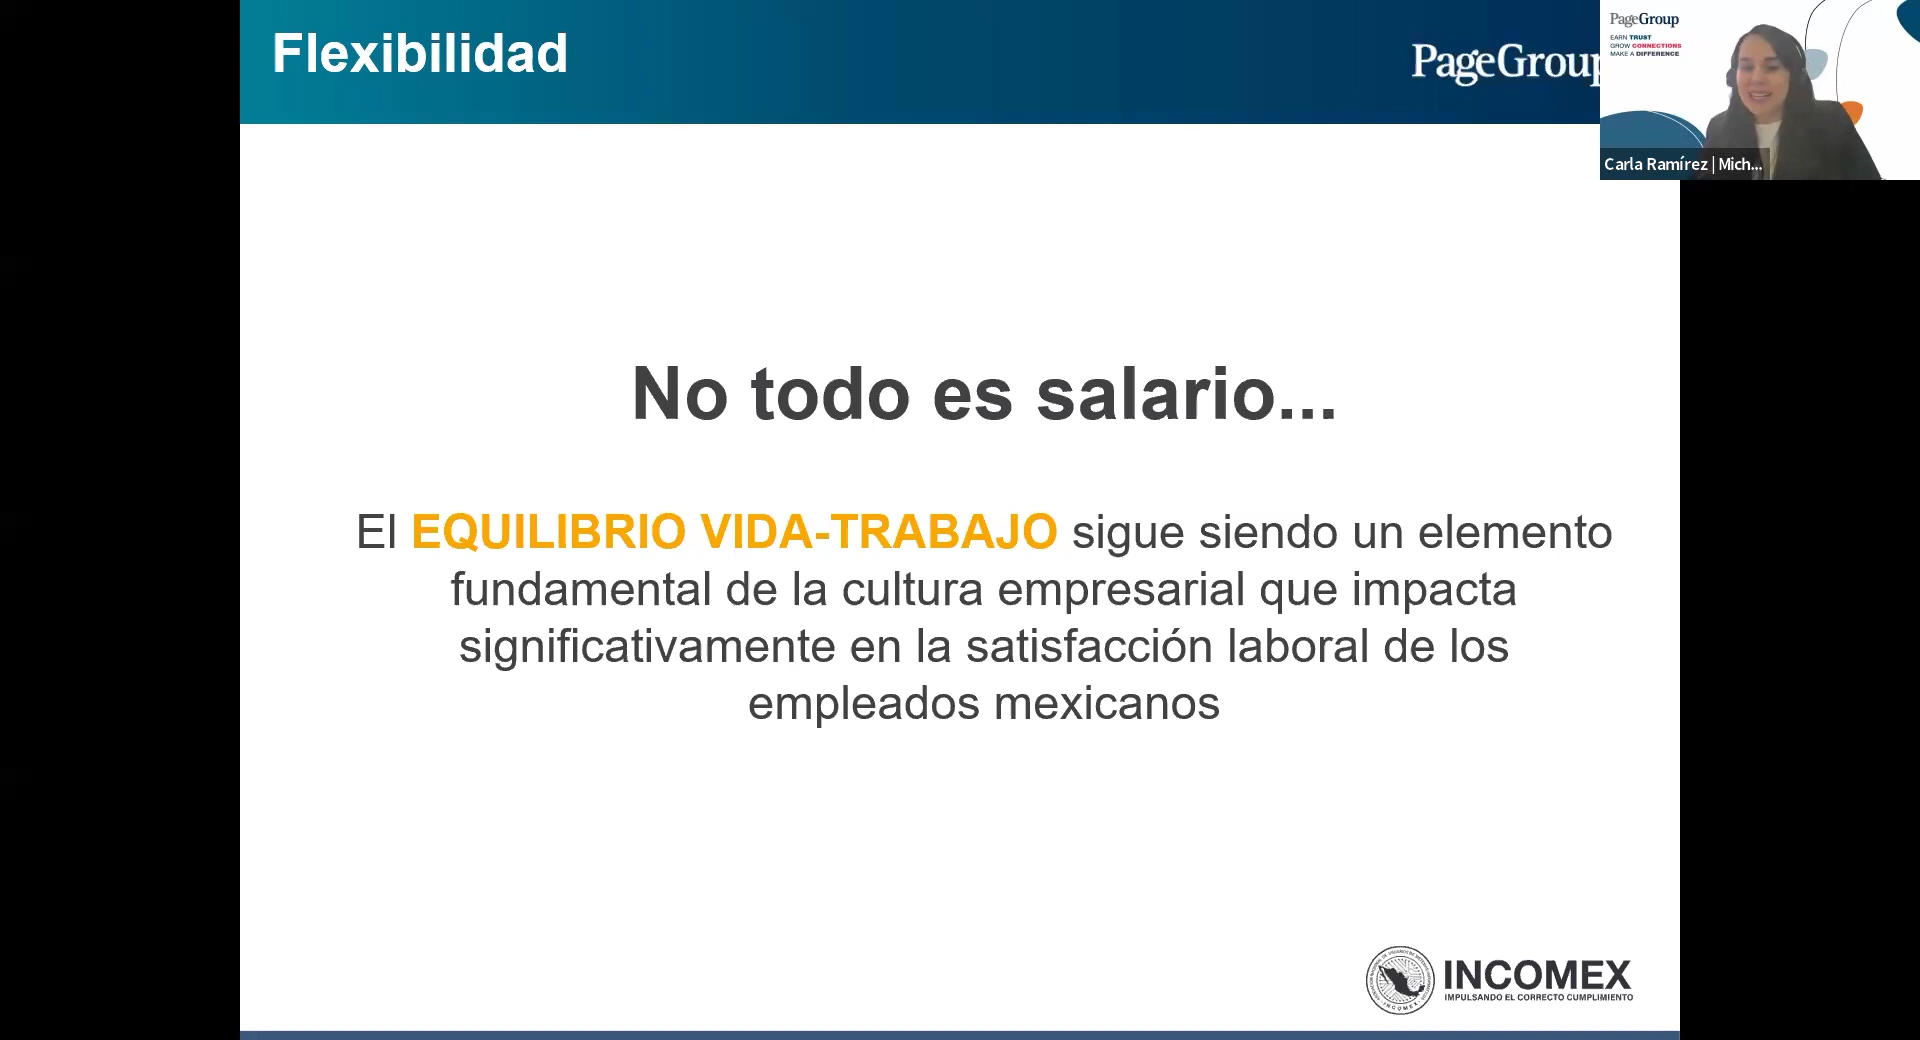 Flexibilidad
PageGroup
PageGroup
EARN TRUST
GROW CONNECTIONS
MAKE A DIFFERENCE
Carla Ramírez | Mich...
No todo es salario...
El EQUILIBRIO VIDA-TRABAJO sigue siendo un elemento
fundamental de la cultura empresarial que impacta
significativamente en la satisfacción laboral de los
empleados mexicanos
INCOMEX
IMPULSANDO EL CORRECTO CUMPLIMIENTO